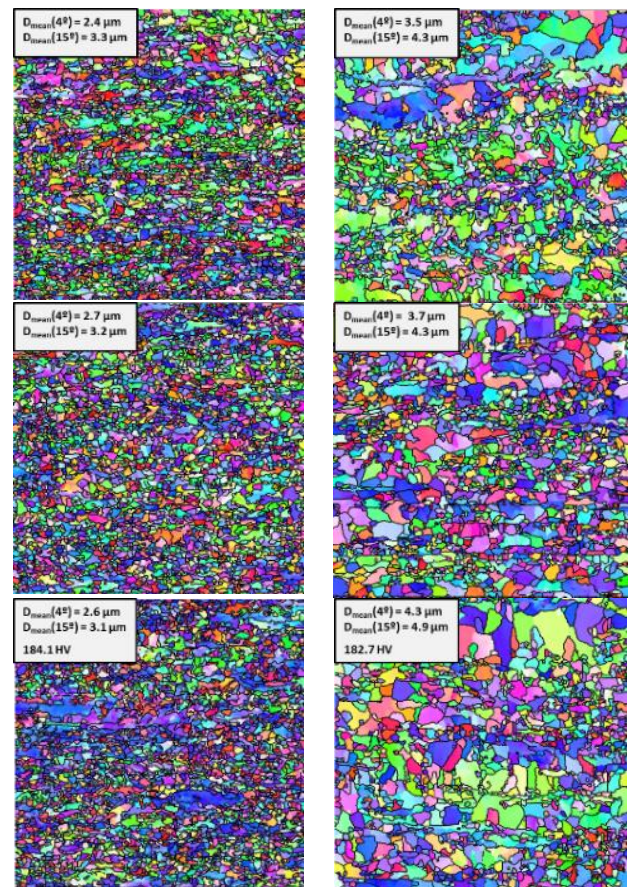 Dmean(4º) = 2.4 µm
Dmean(15º) = 3.3 µm
Dmean(4º) = 3.5 µm
Dmean(15º) = 4.3 µm
Dmean(4º) = 2.7 µm
Dmean(15º) = 3.2 µm
Dmean(4º) = 3.7 µm
Dmean(15º) = 4.3 µm
Dmean(4º) = 2.6 µm
Dmean(15º) = 3.1 µm
184.1 HV
Dmean(4º) = 4.3 µm
Dmean(15º) = 4.9 µm
182.7 HV